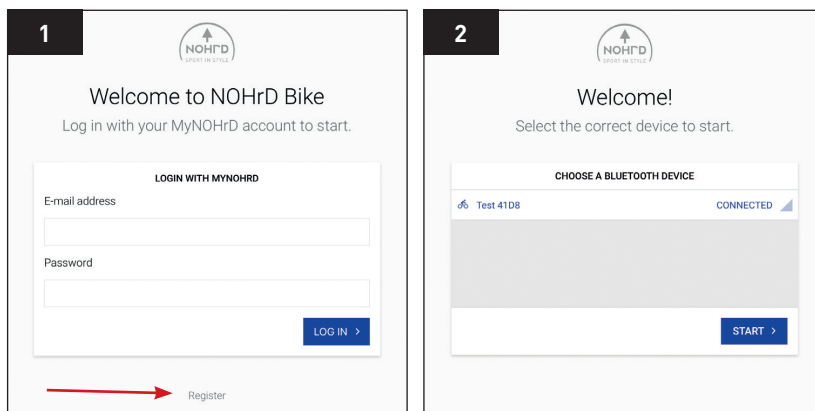 1
NOHrD
SPORT IN STYLE
Welcome to NOHrD Bike
Log in with your MyNOHrD account to start.
LOGIN WITH MYNOHRD
E-mail address
Password
LOG IN >
Register
2
NOHrD
SPORT IN STYLE
Welcome!
Select the correct device to start.
CHOOSE A BLUETOOTH DEVICE
Test 41D8 CONNECTED
START >